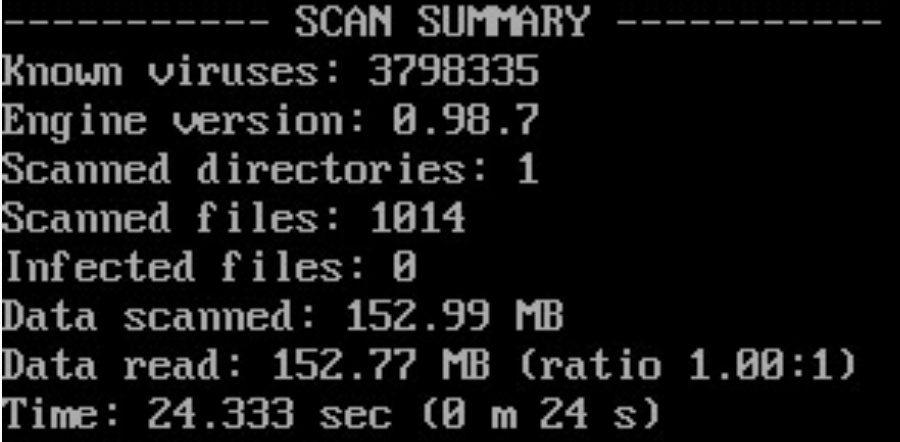 ----------- SCAN SUMMARY -----------
Known viruses: 3798335
Engine version: 0.98.7
Scanned directories: 1
Scanned files: 1014
Infected files: 0
Data scanned: 152.99 MB
Data read: 152.77 MB (ratio 1.00:1)
Time: 24.333 sec (0 m 24 s)